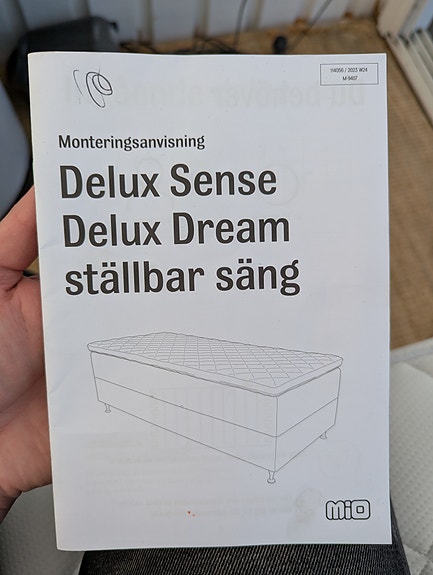 114056 / 2023 W24
M-9407
Monteringsanvisning
Delux Sense
Delux Dream
ställbar säng
MIO